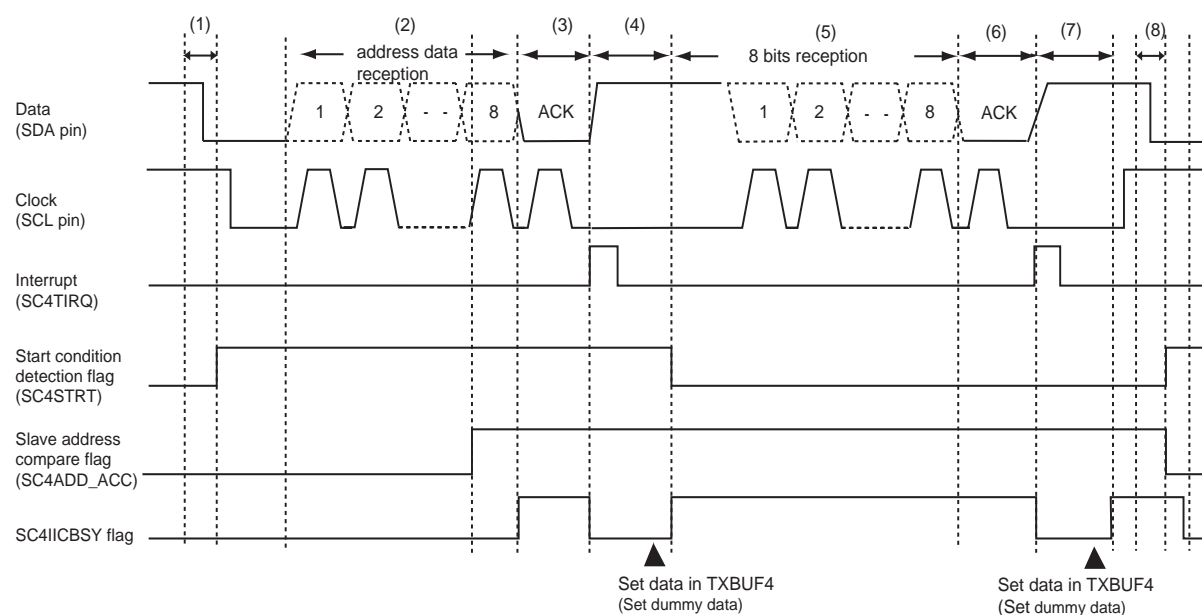 (1) (2) (3) (4) (5) (6) (7) (8)
address data
reception
8 bits reception
Data
(SDA pin)
1 2 - - 8 ACK 1 2 - - 8 ACK
Clock
(SCL pin)
Interrupt
(SC4TIRQ)
Start condition
detection flag
(SC4STRT)
Slave address
compare flag
(SC4ADD_ACC)
SC4IICBSY flag
Set data in TXBUF4
(Set dummy data)
Set data in TXBUF4
(Set dummy data)